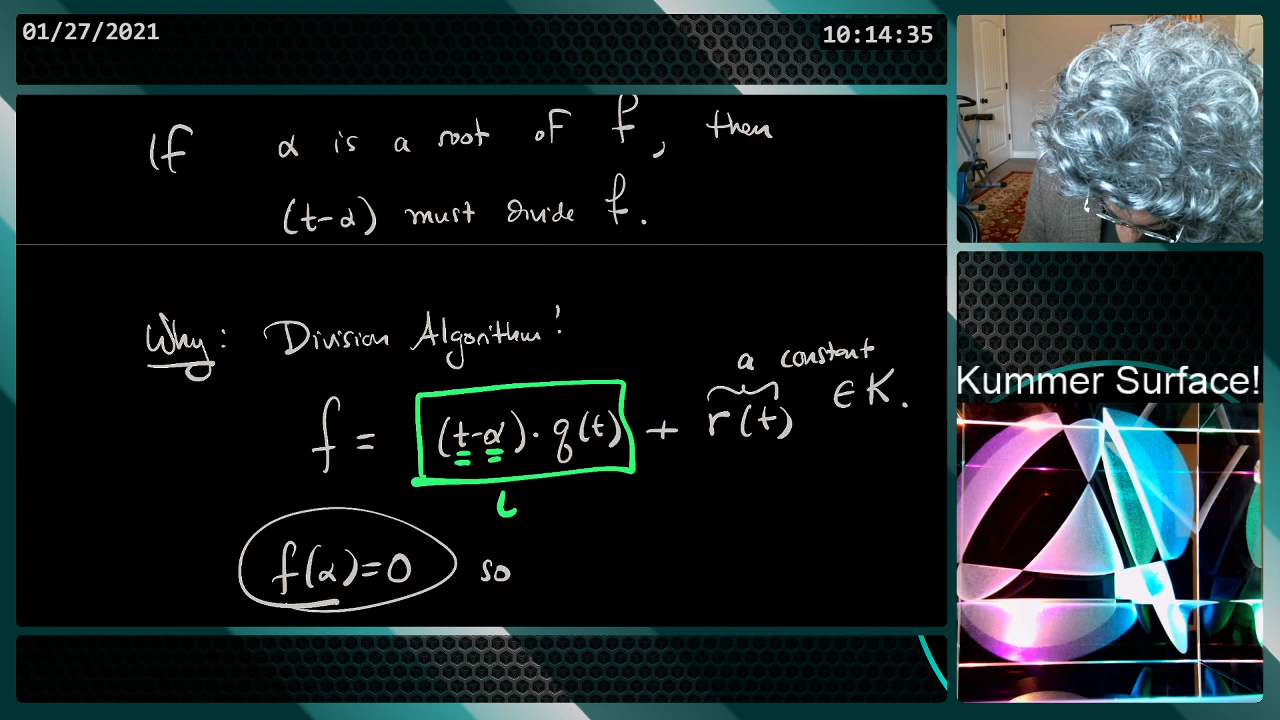 01/27/2021
10:14:35
If α is a root of f, then
(t-α) must divide f.
Why: Division Algorithm!
a constant
f = (t-α)·q(t) + r(t) ∈ K.
f(α)=0 so
Kummer Surface!